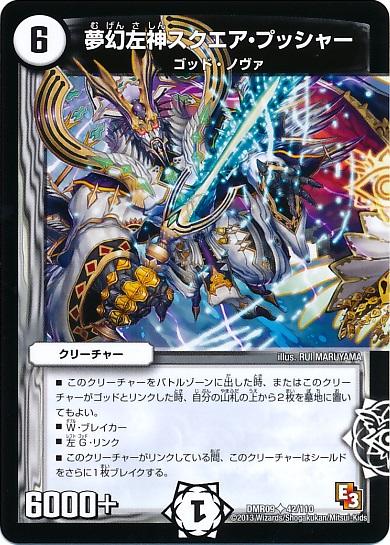 6
むげんさしん
夢幻左神スクエア・プッシャー
ゴッド・ノヴァ
クリーチャー
illus. RUI MARUYAMA
■ このクリーチャーをバトルゾーンに出した時、またはこのクリー
チャーがゴッドとリンクした時、自分の山札の上から2枚を墓地に置い
てもよい。
■ W・ブレイカー
■ 左G・リンク
■ このクリーチャーがリンクしている間、このクリーチャーはシールド
をさらに1枚ブレイクする。
6000+
1
E3
DMR09 42/110
©2013 Wizards/Shogakukan/Mitsui-Kids